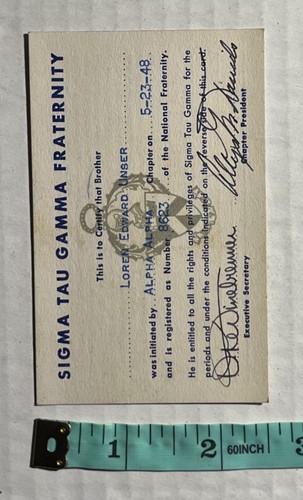 SIGMA TAU GAMMA FRATERNITY
This is to Certify that Brother
LOREN EDWARD UNSER
was initiated by ALPHA ALPHA Chapter on 5-23-48
and is registered as Number 8623 of the National Fraternity.
He is entitled to all the rights and privileges of Sigma Tau Gamma for the
periods and under the conditions indicated on the reverse side of this card.
Executive Secretary
Chapter President
1 2 60INCH 3